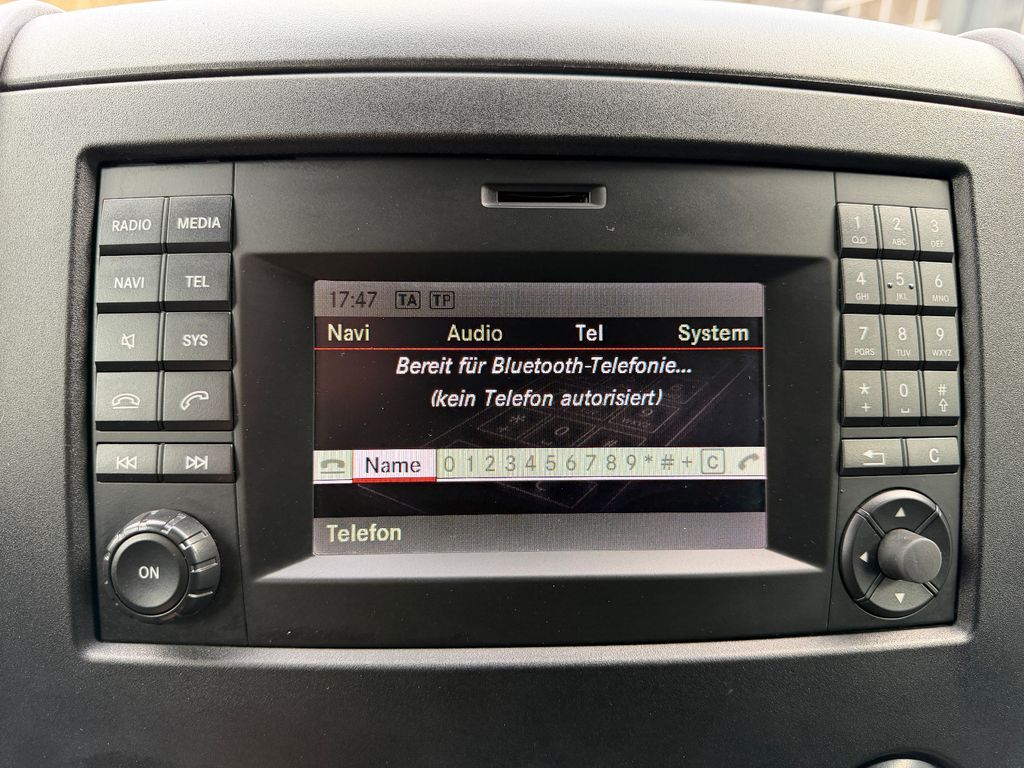 RADIO MEDIA
NAVI TEL
SYS
ON
17:47 TA TP
Navi Audio Tel System
Bereit für Bluetooth-Telefonie...
(kein Telefon autorisiert)
Name 0 1 2 3 4 5 6 7 8 9 * # + C
Telefon
1 2 ABC 3 DEF
4 GHI 5 JKL 6 MNO
7 PQRS 8 TUV 9 WXYZ
* + 0 #
C